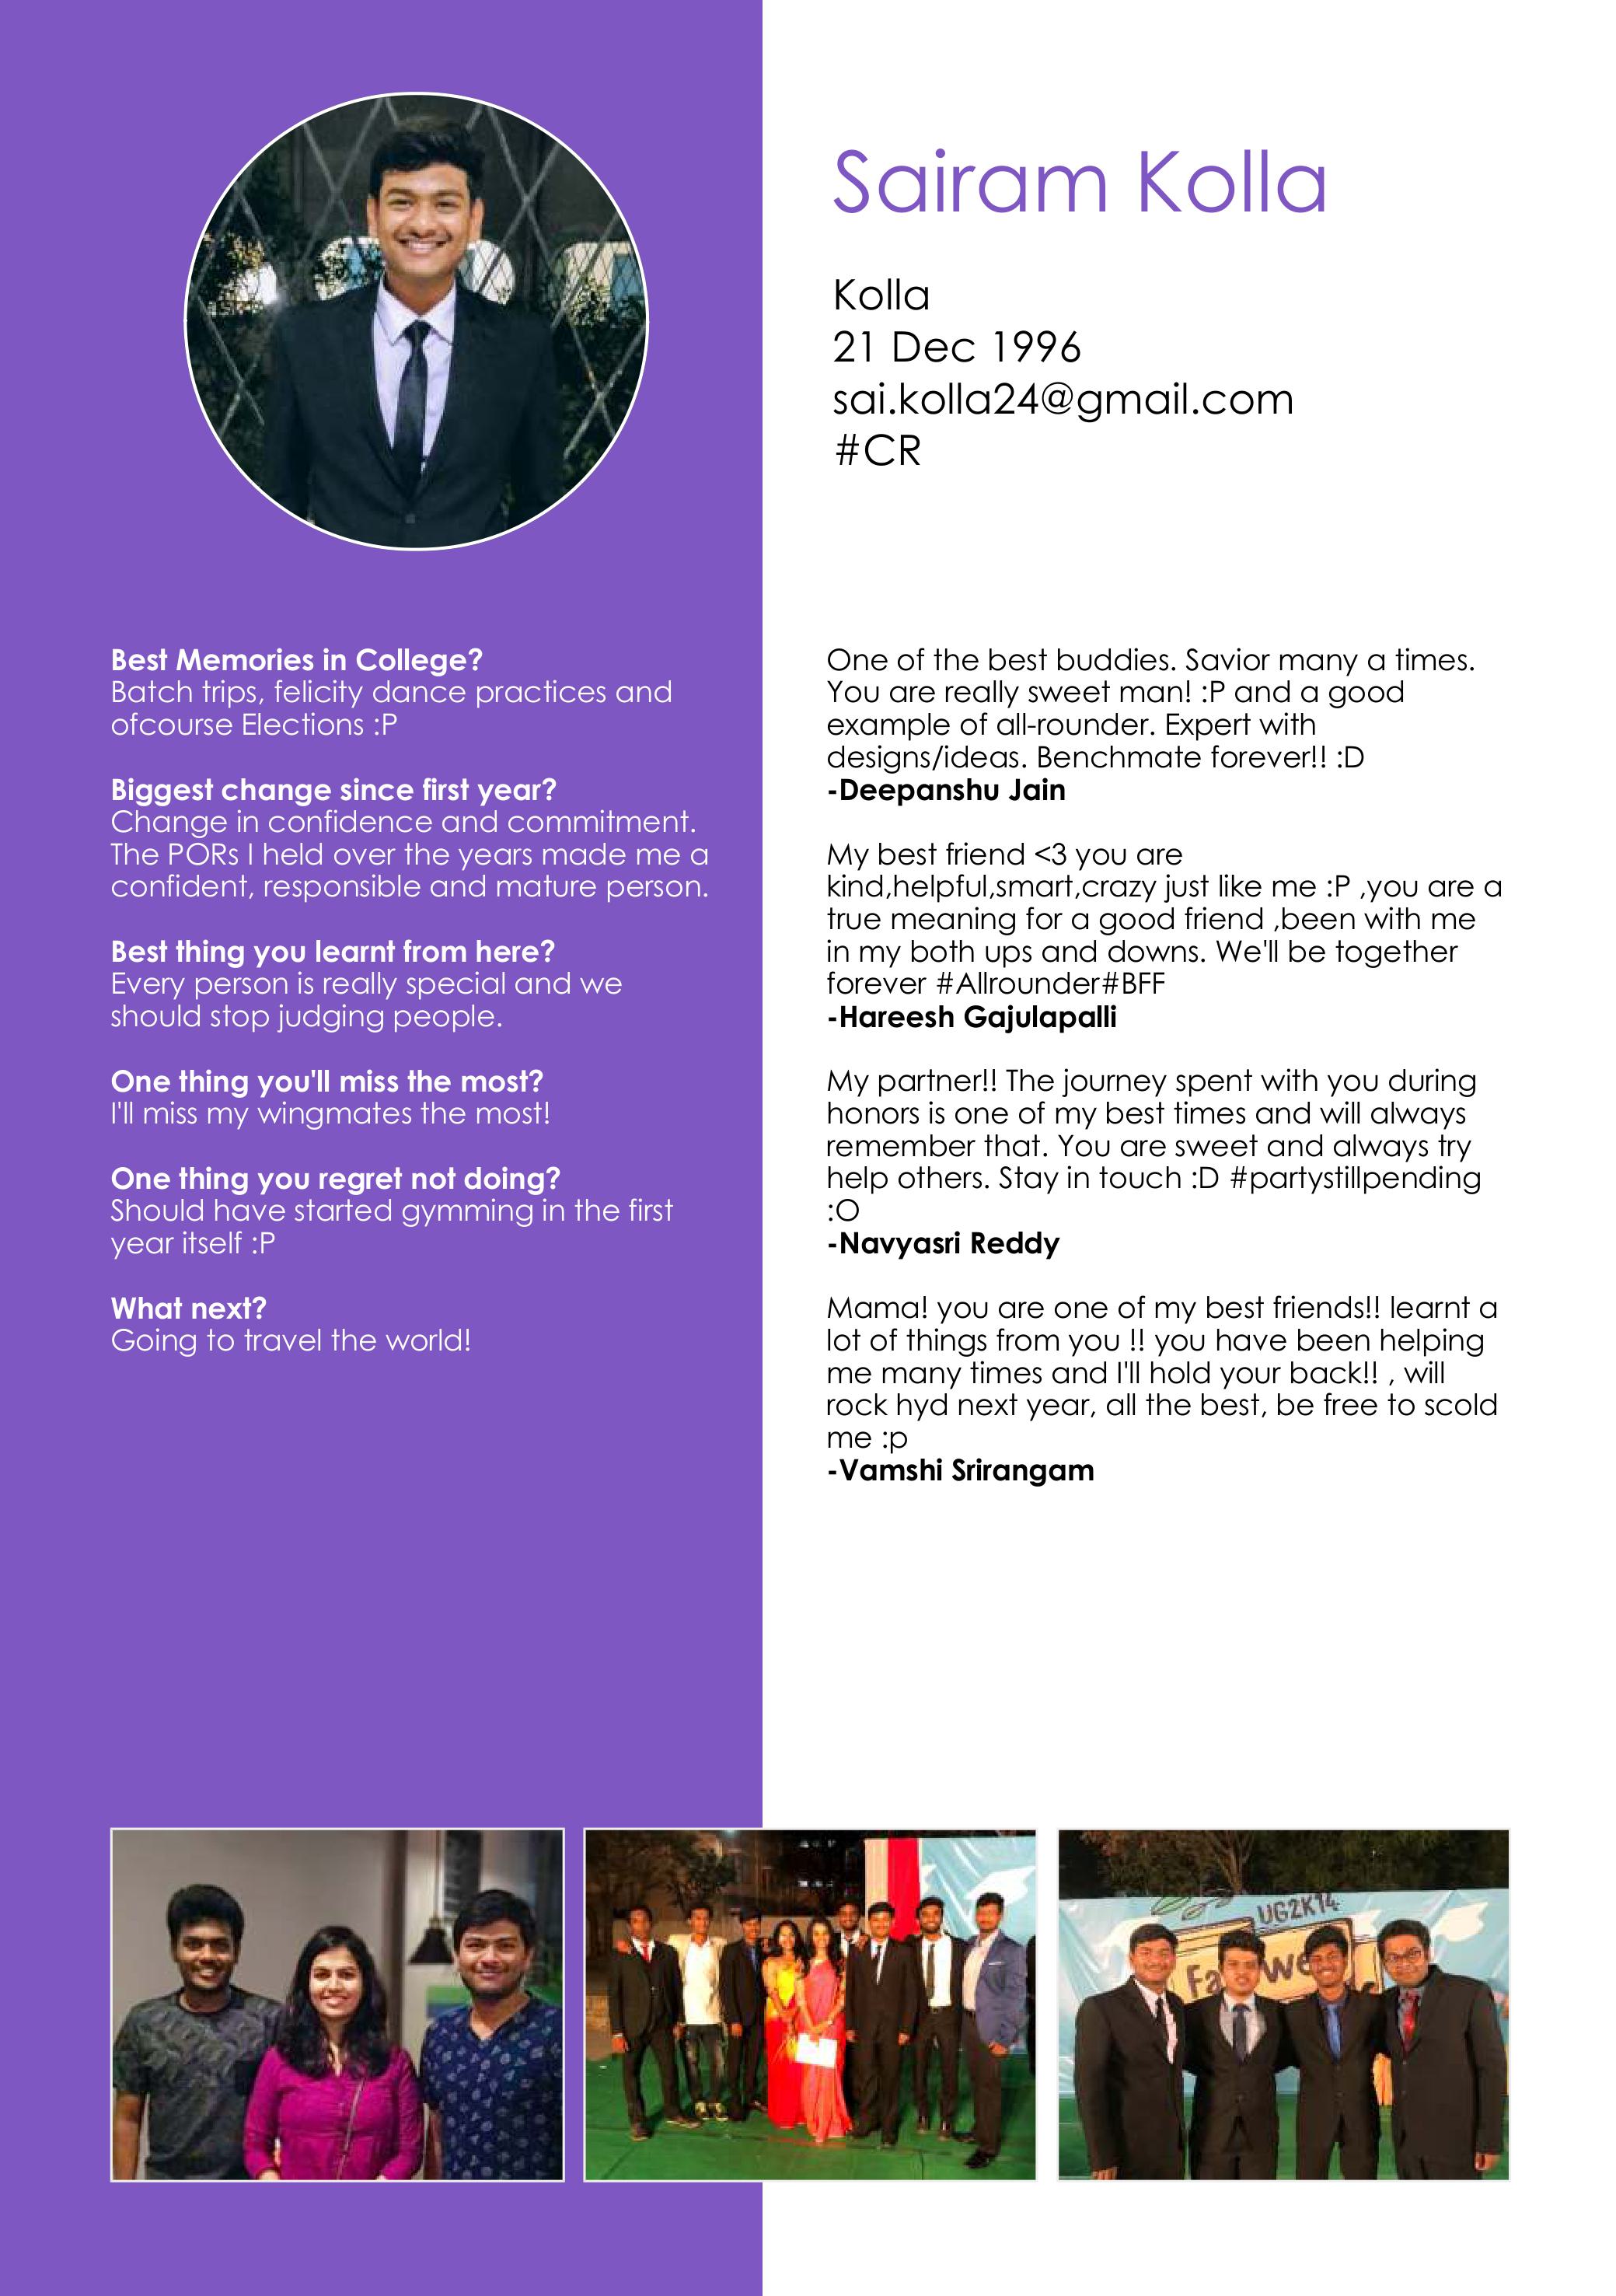 Sairam Kolla
Kolla
21 Dec 1996
sai.kolla24@gmail.com
#CR
Best Memories in College?
Batch trips, felicity dance practices and
ofcourse Elections :P
Biggest change since first year?
Change in confidence and commitment.
The PORs I held over the years made me a
confident, responsible and mature person.
Best thing you learnt from here?
Every person is really special and we
should stop judging people.
One thing you'll miss the most?
I'll miss my wingmates the most!
One thing you regret not doing?
Should have started gymming in the first
year itself :P
What next?
Going to travel the world!
One of the best buddies. Savior many a times.
You are really sweet man! :P and a good
example of all-rounder. Expert with
designs/ideas. Benchmate forever!! :D
-Deepanshu Jain
My best friend <3 you are
kind,helpful,smart,crazy just like me :P ,you are a
true meaning for a good friend ,been with me
in my both ups and downs. We'll be together
forever #Allrounder#BFF
-Hareesh Gajulapalli
My partner!! The journey spent with you during
honors is one of my best times and will always
remember that. You are sweet and always try
help others. Stay in touch :D #partystillpending
:O
-Navyasri Reddy
Mama! you are one of my best friends!! learnt a
lot of things from you !! you have been helping
me many times and I'll hold your back!! , will
rock hyd next year, all the best, be free to scold
me :p
-Vamshi Srirangam
UG2K14